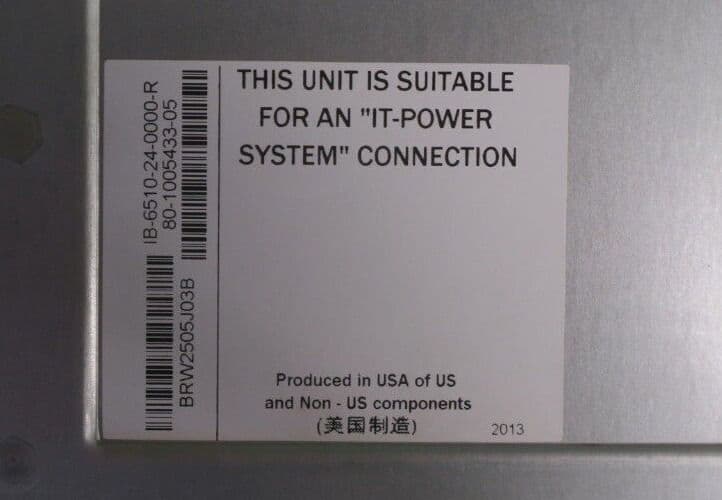 THIS UNIT IS SUITABLE
FOR AN "IT-POWER
SYSTEM" CONNECTION
IB-6510-24-0000-R
80-1005433-05
BRW2505J03B
Produced in USA of US
and Non - US components
(美国制造)
2013